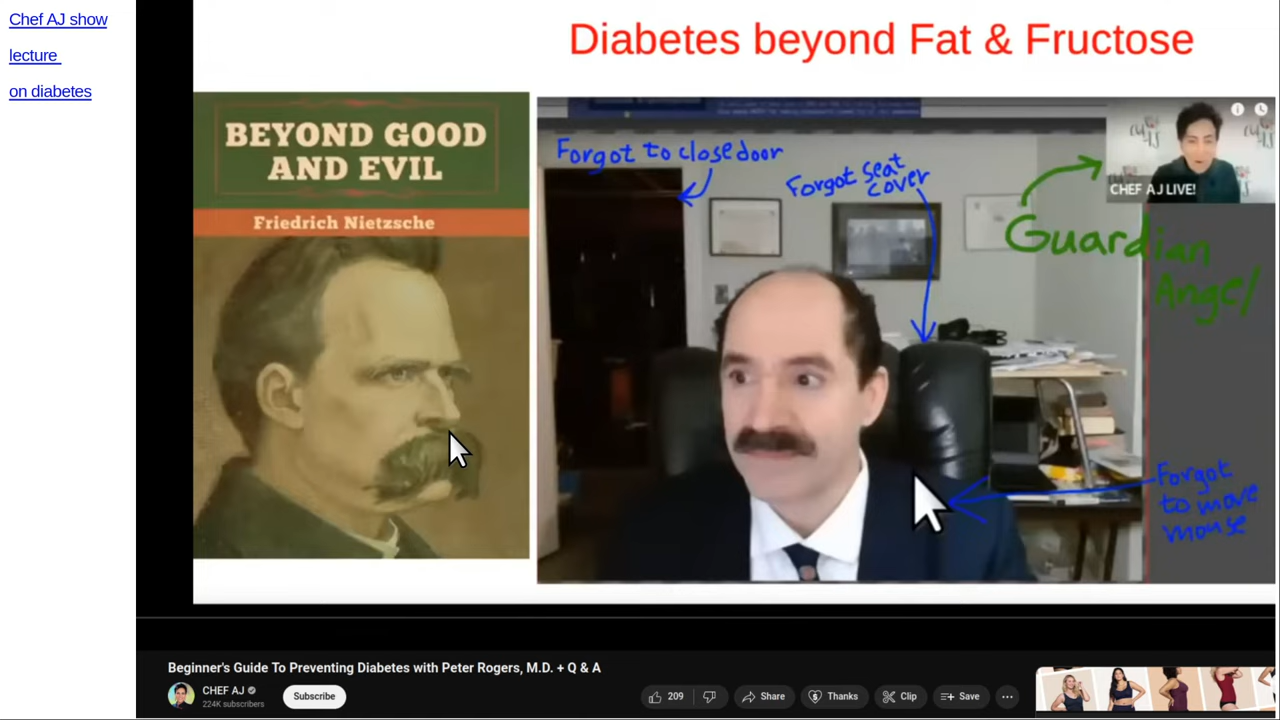 Chef AJ show
lecture
on diabetes
Diabetes beyond Fat & Fructose
BEYOND GOOD
AND EVIL
Friedrich Nietzsche
Forgot to close door
Forgot seat
cover
CHEF AJ LIVE!
Guardian
Angel
Forgot
to move
mouse
Beginner's Guide To Preventing Diabetes with Peter Rogers, M.D. + Q & A
CHEF AJ
224K subscribers
Subscribe
209
Share
Thanks
Clip
Save